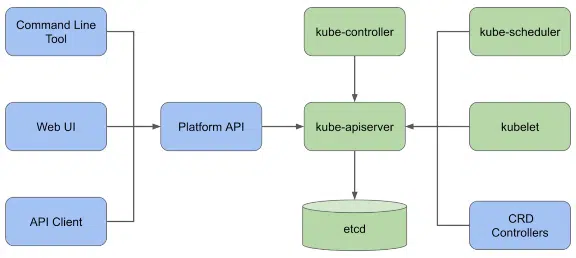 Command Line
Tool
kube-controller
kube-scheduler
Web UI
Platform API
kube-apiserver
kubelet
API Client
etcd
CRD
Controllers